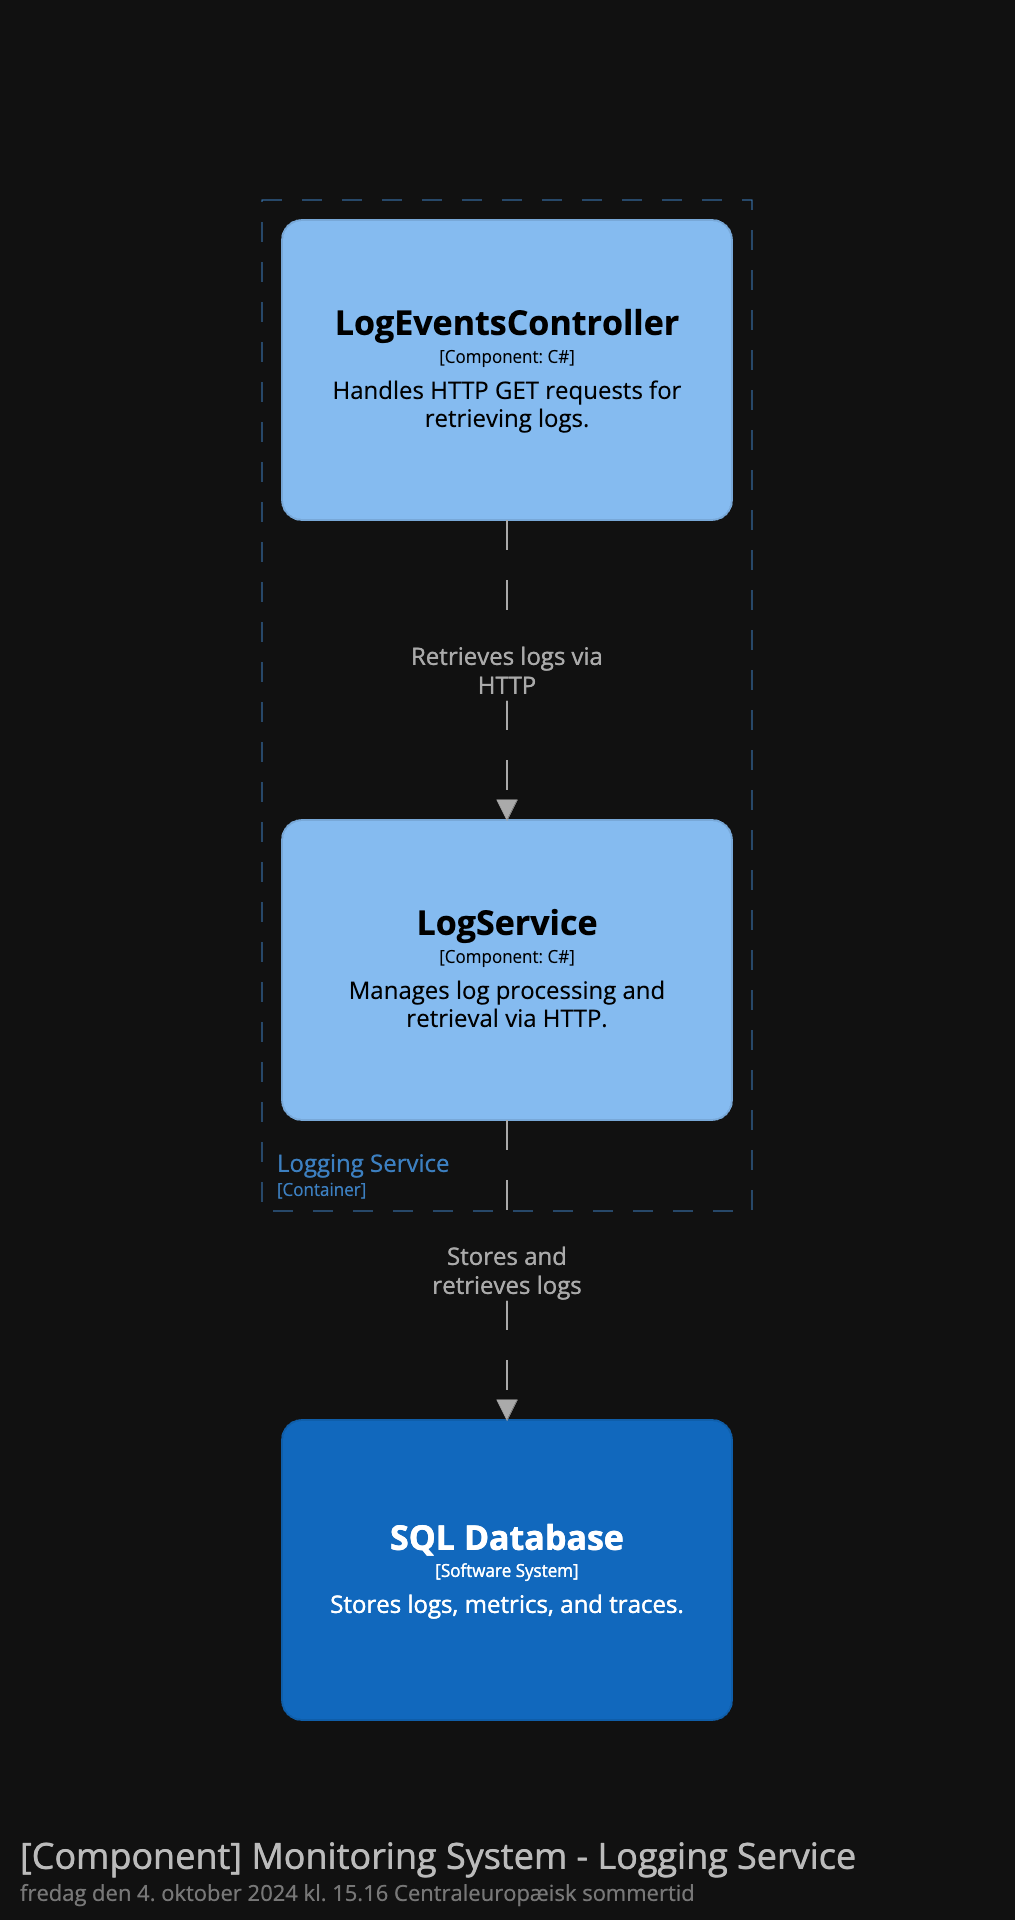 LogEventsController
[Component: C#]
Handles HTTP GET requests for
retrieving logs.
Retrieves logs via
HTTP
LogService
[Component: C#]
Manages log processing and
retrieval via HTTP.
Logging Service
[Container]
Stores and
retrieves logs
SQL Database
[Software System]
Stores logs, metrics, and traces.
[Component] Monitoring System - Logging Service
fredag den 4. oktober 2024 kl. 15.16 Centraleuropæisk sommertid